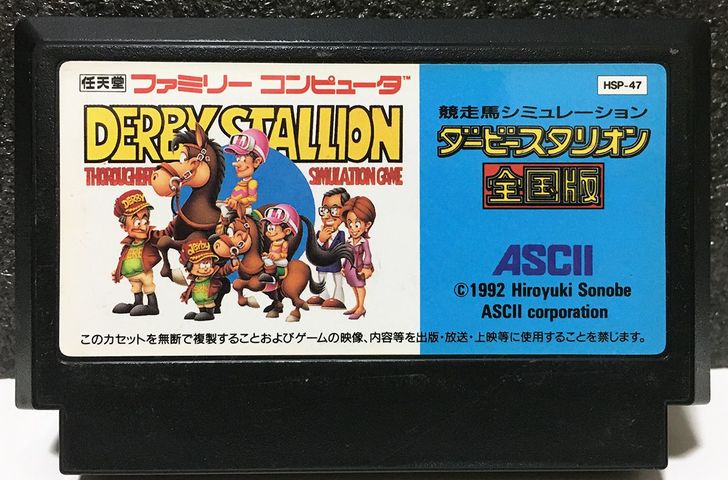 任天堂 ファミリー コンピュータ™
DERBY STALLION
SIMULATION GAME
DERBY
derby
HSP-47
競走馬シミュレーション
ダービースタリオン
全国版
ASCII
©1992 Hiroyuki Sonobe
ASCII corporation
このカセットを無断で複製することおよびゲームの映像、内容等を出版・放送・上映等に使用することを禁じます。